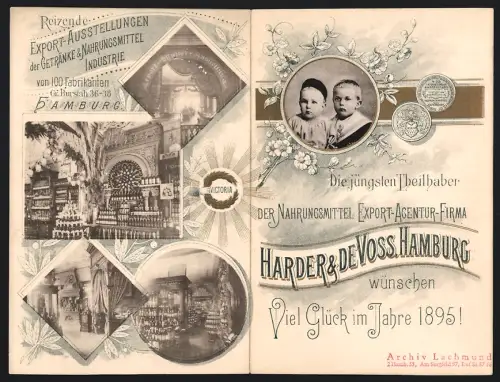 Reizende
EXPORT-AUSSTELLUNGEN
der GETRÄNKE & NAHRUNGSMITTEL
INDUSTRIE
von 100 Fabrikanten
Gr. Burstah 36-38
HAMBURG.
VICTORIA
Die jüngsten Theilhaber
DER NAHRUNGSMITTEL EXPORT-AGENTUR-FIRMA
HARDER & DE VOSS, HAMBURG
wünschen
Viel Glück im Jahre 1895!
Archiv Lachmund